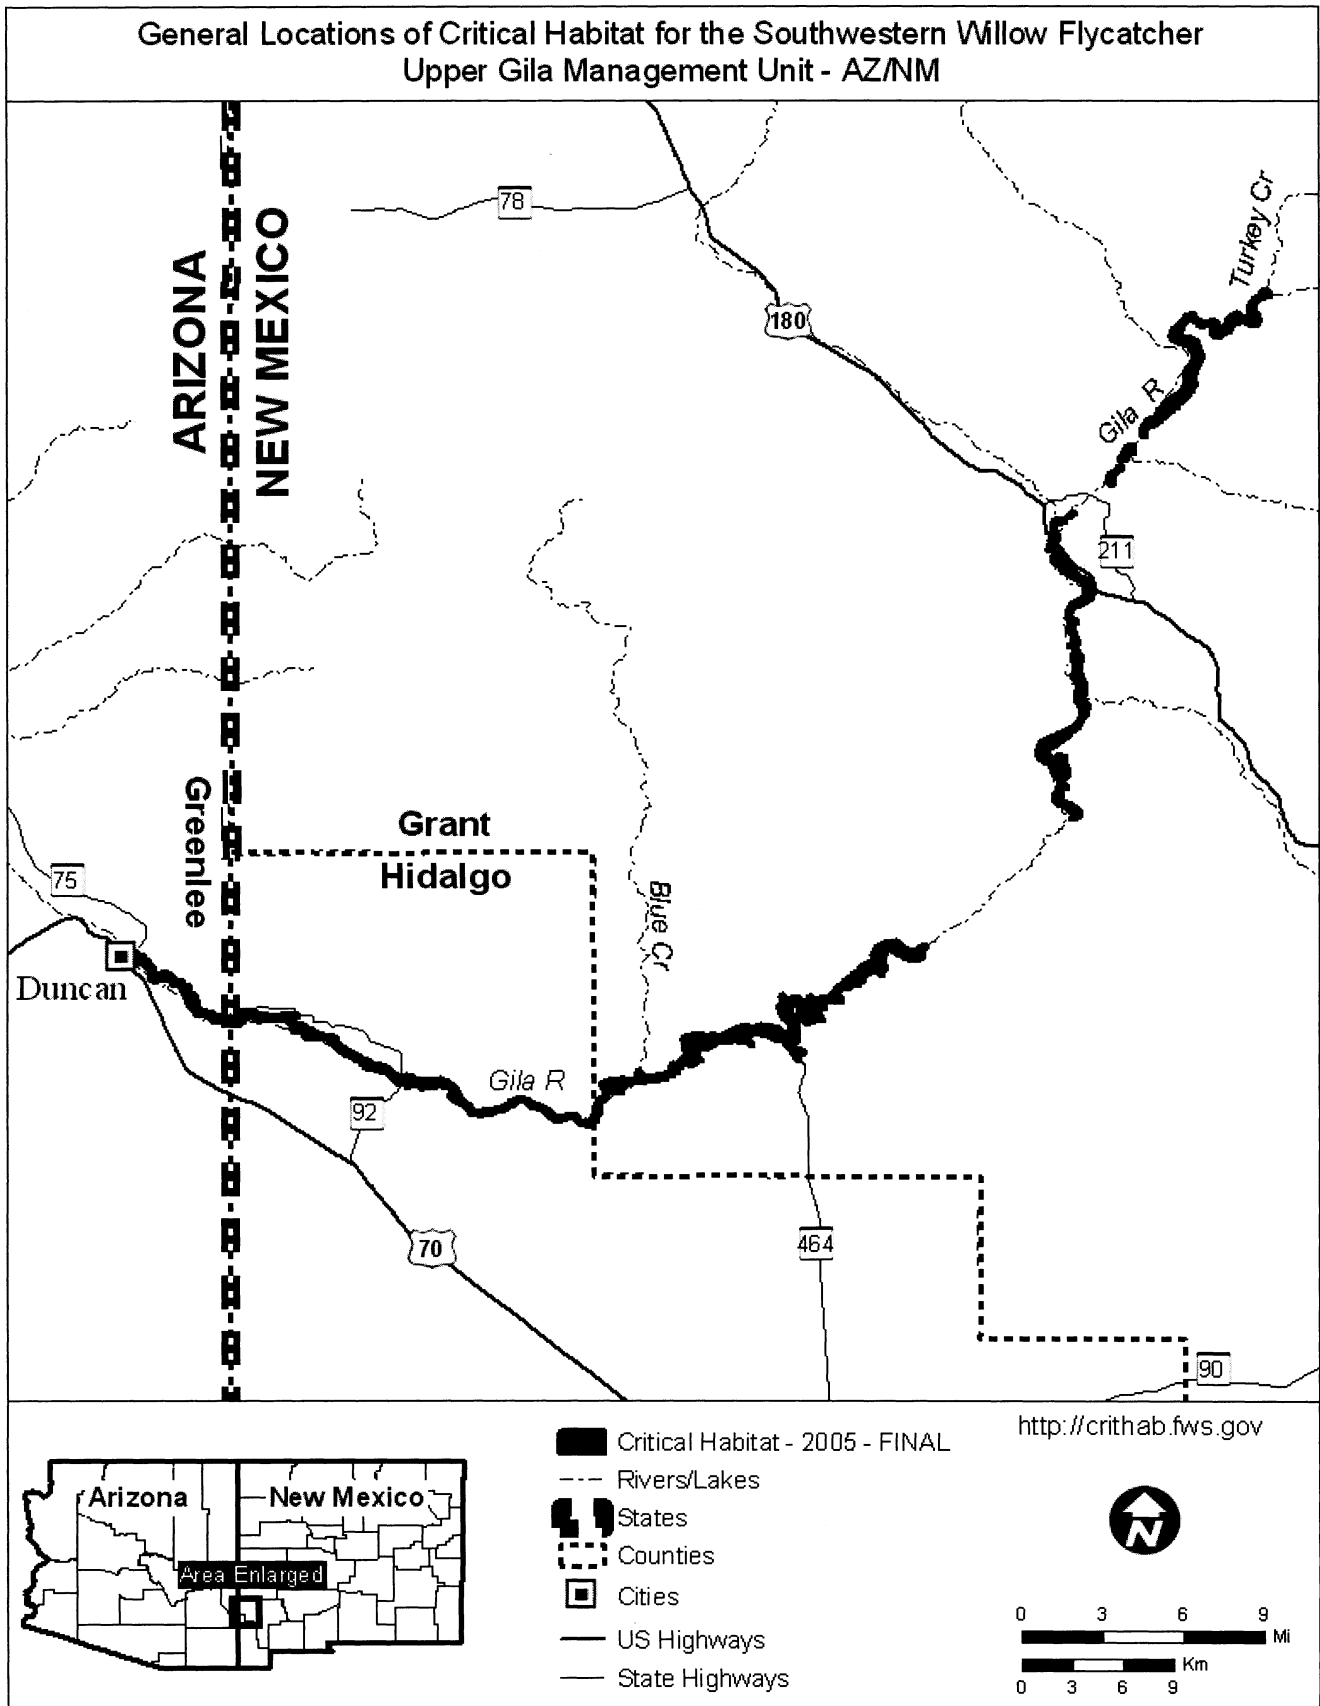 General Locations of Critical Habitat for the Southwestern Willow Flycatcher
Upper Gila Management Unit - AZ/NM
78
Turkey Cr
ARIZONA
NEW MEXICO
180
Gila R
211
Greenlee
Grant
Hidalgo
75
Blue Cr
Duncan
Gila R
92
70
464
90
Arizona
New Mexico
Area Enlarged
Critical Habitat - 2005 - FINAL
Rivers/Lakes
States
Counties
Cities
US Highways
State Highways
http://crithab.fws.gov
N
0 3 6 9
Mi
Km
0 3 6 9